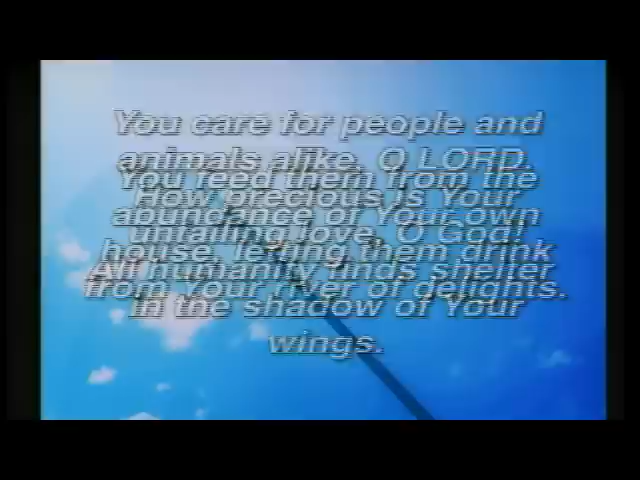 You care for people and
animals alike, O LORD.
You feed them from the
How precious is Your
abundance of Your own
unfailing love, O God!
house, letting them drink
All humanity finds shelter
from Your river of delights.
in the shadow of Your
wings.